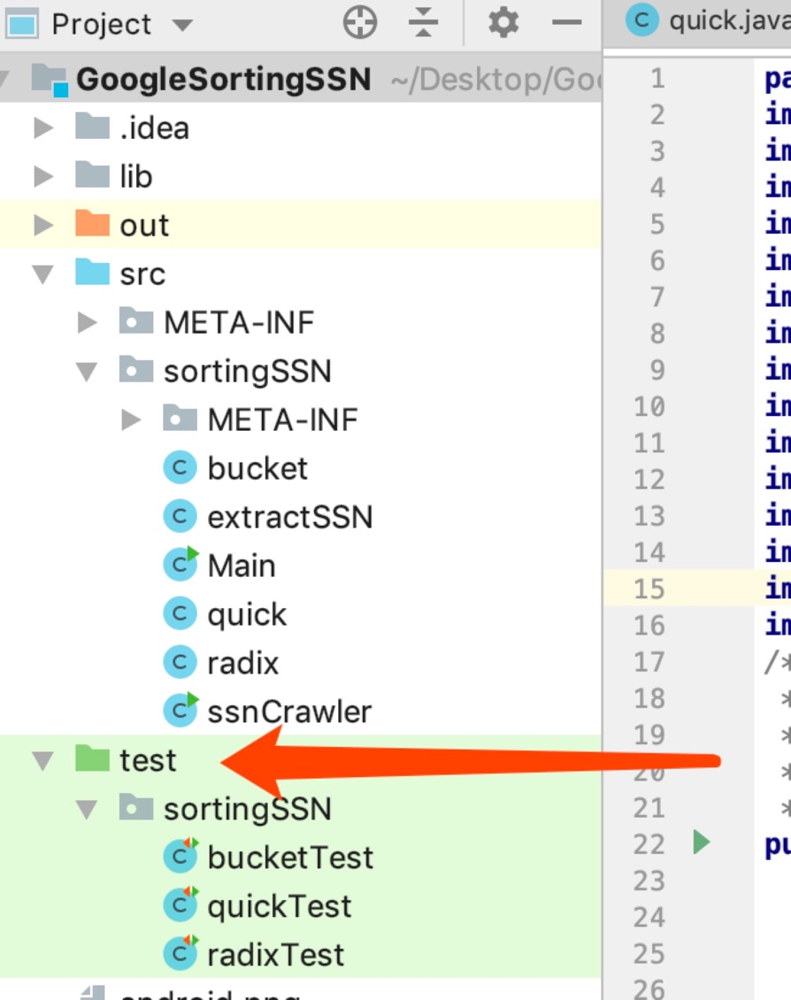 Project
quick.java
GoogleSortingSSN ~/Desktop/Goo
.idea
lib
out
src
META-INF
sortingSSN
META-INF
bucket
extractSSN
Main
quick
radix
ssnCrawler
test
sortingSSN
bucketTest
quickTest
radixTest
android.png
1 pa
2 im
3 im
4 im
5 im
6 im
7 im
8 im
9 im
10 im
11 im
12 im
13 im
14 im
15 im
16 im
17 /*
18 *
19 *
20 *
21 *
22 pu
23
24
25
26